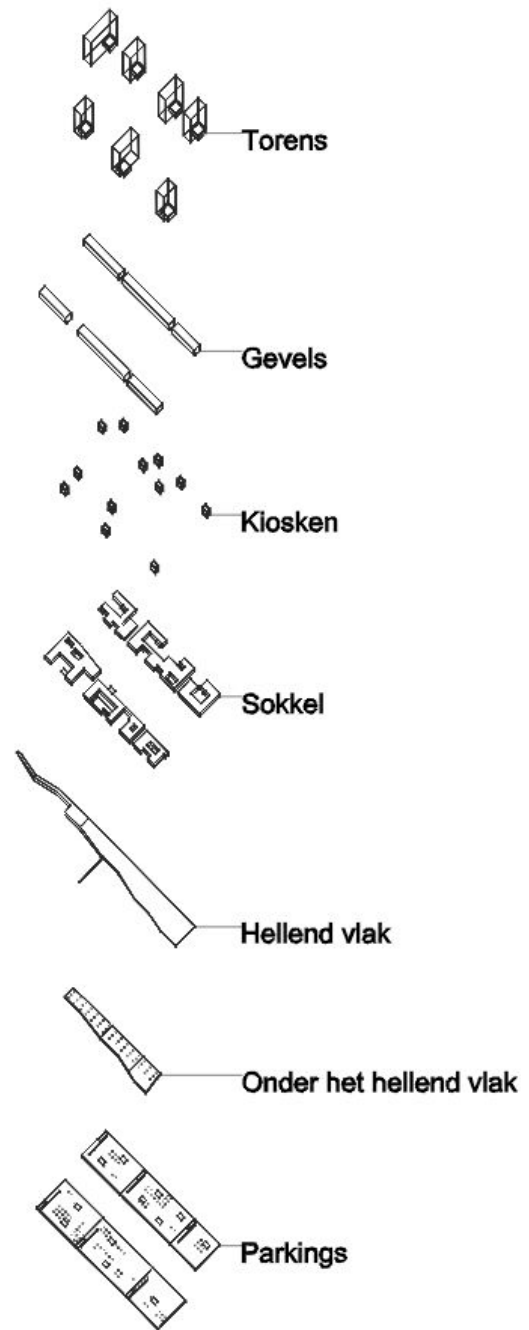 Torens
Gevels
Kiosken
Sokkel
Hellend vlak
Onder het hellend vlak
Parkings